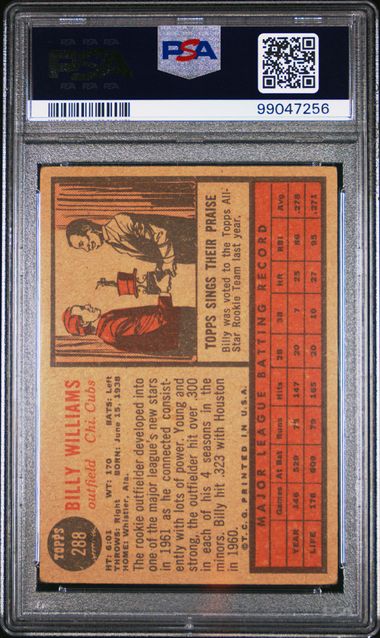 PSA
99047256
TOPPS
288
BILLY WILLIAMS
outfield Chi. Cubs
HT: 6:01 WT: 170 BATS: Left
THROWS: Right BORN: June 15, 1938
HOME: Whistler, Ala.
The rookie outfielder developed into
one of the major league's new stars
in 1961 as he connected consist-
ently with lots of power. Young and
strong, the outfielder hit over .300
in each of his 4 seasons in the
minors. Billy hit .323 with Houston
in 1960.
©T.C.G. PRINTED IN U.S.A.
TOPPS SINGS THEIR PRAISE
Billy was voted to the Topps All-
Star Rookie Team last year.
MAJOR LEAGUE BATTING RECORD
Games At Bat Runs Hits 2B 3B HR RBI Avg.
YEAR 146 529 75 147 20 7 25 86 .278
LIFE 176 609 79 165 20 10 27 95 .271